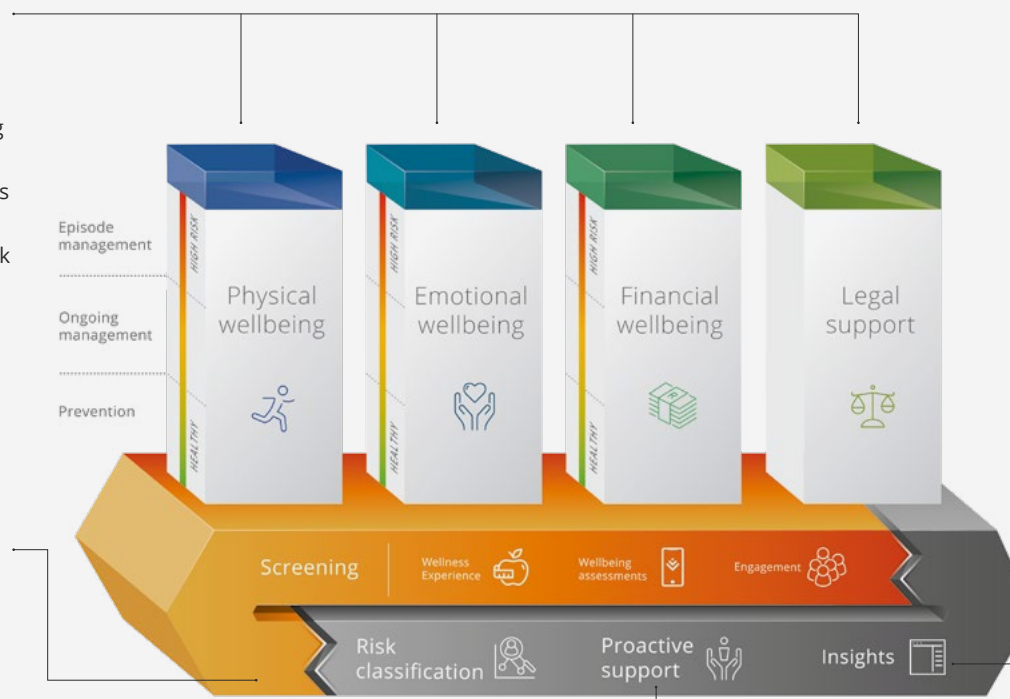 g
s
k
Episode
management
Ongoing
management
Prevention
HIGH RISK
HEALTHY
Physical
wellbeing
HIGH RISK
HEALTHY
Emotional
wellbeing
HIGH RISK
HEALTHY
Financial
wellbeing
R
Legal
support
Screening
Wellness
Experience
Wellbeing
assessments
Engagement
Risk
classification
Proactive
support
Insights